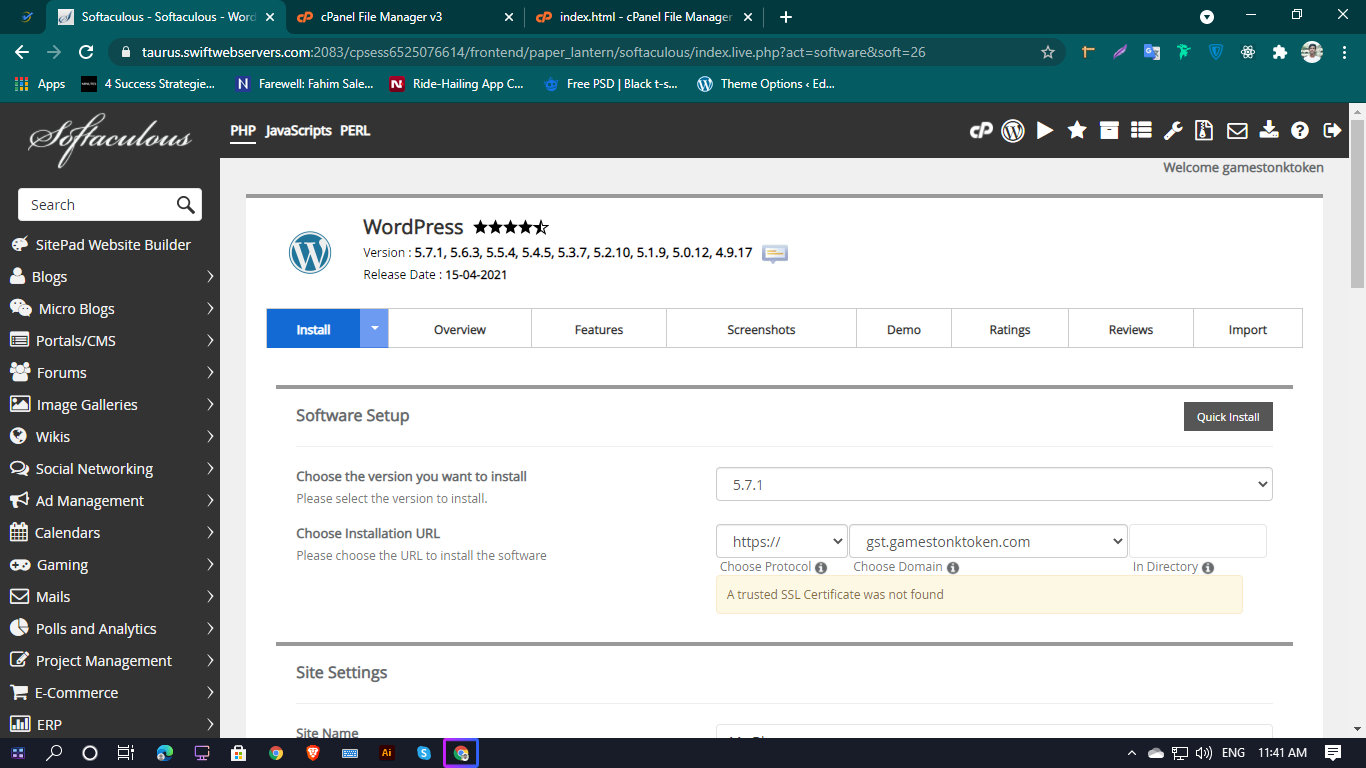 Softaculous - Softaculous - Word
cPanel File Manager v3
index.html - cPanel File Manager
taurus.swiftwebservers.com:2083/cpsess6525076614/frontend/paper_lantern/softaculous/index.live.php?act=software&soft=26
Apps
4 Success Strategie...
Farewell: Fahim Sale...
Ride-Hailing App C...
Free PSD | Black t-s...
Theme Options ‹ Ed...
Softaculous
PHP JavaScripts PERL
Welcome gamestonktoken
Search
SitePad Website Builder
Blogs
Micro Blogs
Portals/CMS
Forums
Image Galleries
Wikis
Social Networking
Ad Management
Calendars
Gaming
Mails
Polls and Analytics
Project Management
E-Commerce
ERP
WordPress
Version : 5.7.1, 5.6.3, 5.5.4, 5.4.5, 5.3.7, 5.2.10, 5.1.9, 5.0.12, 4.9.17
Release Date : 15-04-2021
Install
Overview
Features
Screenshots
Demo
Ratings
Reviews
Import
Software Setup
Quick Install
Choose the version you want to install
Please select the version to install.
5.7.1
Choose Installation URL
Please choose the URL to install the software
https://
gst.gamestonktoken.com
Choose Protocol
Choose Domain
In Directory
A trusted SSL Certificate was not found
Site Settings
Site Name
ENG
11:41 AM